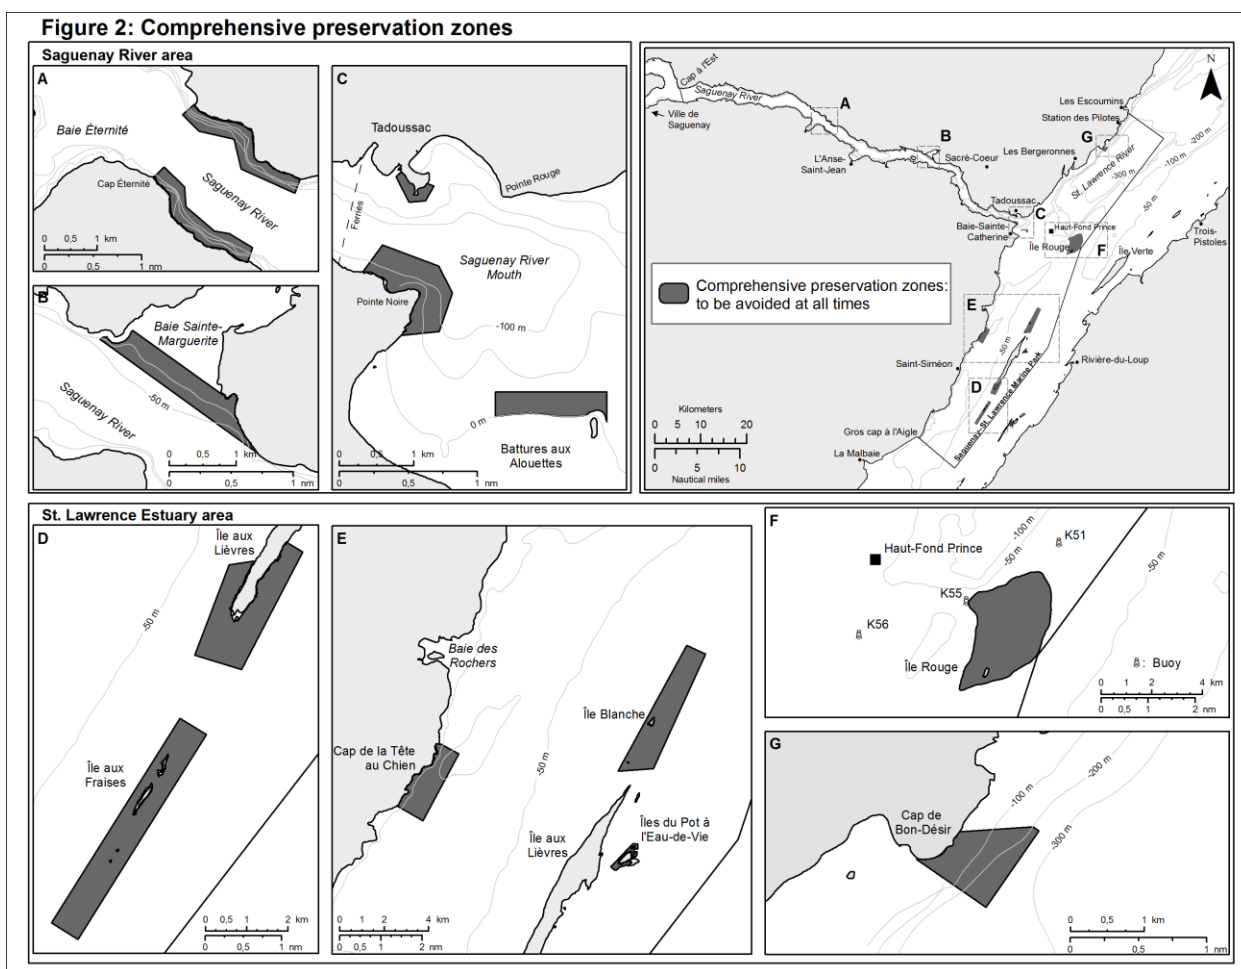 Figure 2: Comprehensive preservation zones
Saguenay River area
A
Baie Éternité
Cap Éternité
Saguenay River
0 0,5 1 km
0 0,5 1 nm
B
Baie Sainte-
Marguerite
Saguenay River
-50 m
0 0,5 1 km
0 0,5 1 nm
C
Tadoussac
Pointe Rouge
Ferries
Saguenay River
Mouth
Pointe Noire
-100 m
0 m
Battures aux
Alouettes
0 0,5 1 km
0 0,5 1 nm
N
Cap à l'Est
Saguenay River
Ville de
Saguenay
A
B
L'Anse-
Saint-Jean
Sacré-Coeur
Les Escoumins
Station des Pilotes
G
Les Bergeronnes
St. Lawrence River
-200 m
-100 m
-300 m
-50 m
Tadoussac
C
Baie-Sainte-
Catherine
Haut-Fond Prince
Île Rouge
F
Île Verte
Trois-
Pistoles
Comprehensive preservation zones:
to be avoided at all times
E
-50 m
Saint-Siméon
Rivière-du-Loup
D
Saguenay-St. Lawrence Marine Park
Kilometers
0 5 10 20
0 5 10
Nautical miles
Gros cap à l'Aigle
La Malbaie
St. Lawrence Estuary area
D
Île aux
Lièvres
-50 m
Île aux
Fraises
0 0,5 1 2 km
0 0,5 1 nm
E
Baie des
Rochers
Île Blanche
Cap de la Tête
au Chien
-50 m
Îles du Pot à
l'Eau-de-Vie
Île aux
Lièvres
0 1 2 4 km
0 0,5 1 2 nm
F
-100 m
K51
Haut-Fond Prince
-50 m
-50 m
K55
K56
Île Rouge
: Buoy
0 1 2 4 km
0 0,5 1 2 nm
G
-200 m
-100 m
Cap de
Bon-Désir
-300 m
0 0,5 1 km
0 0,5 1 nm